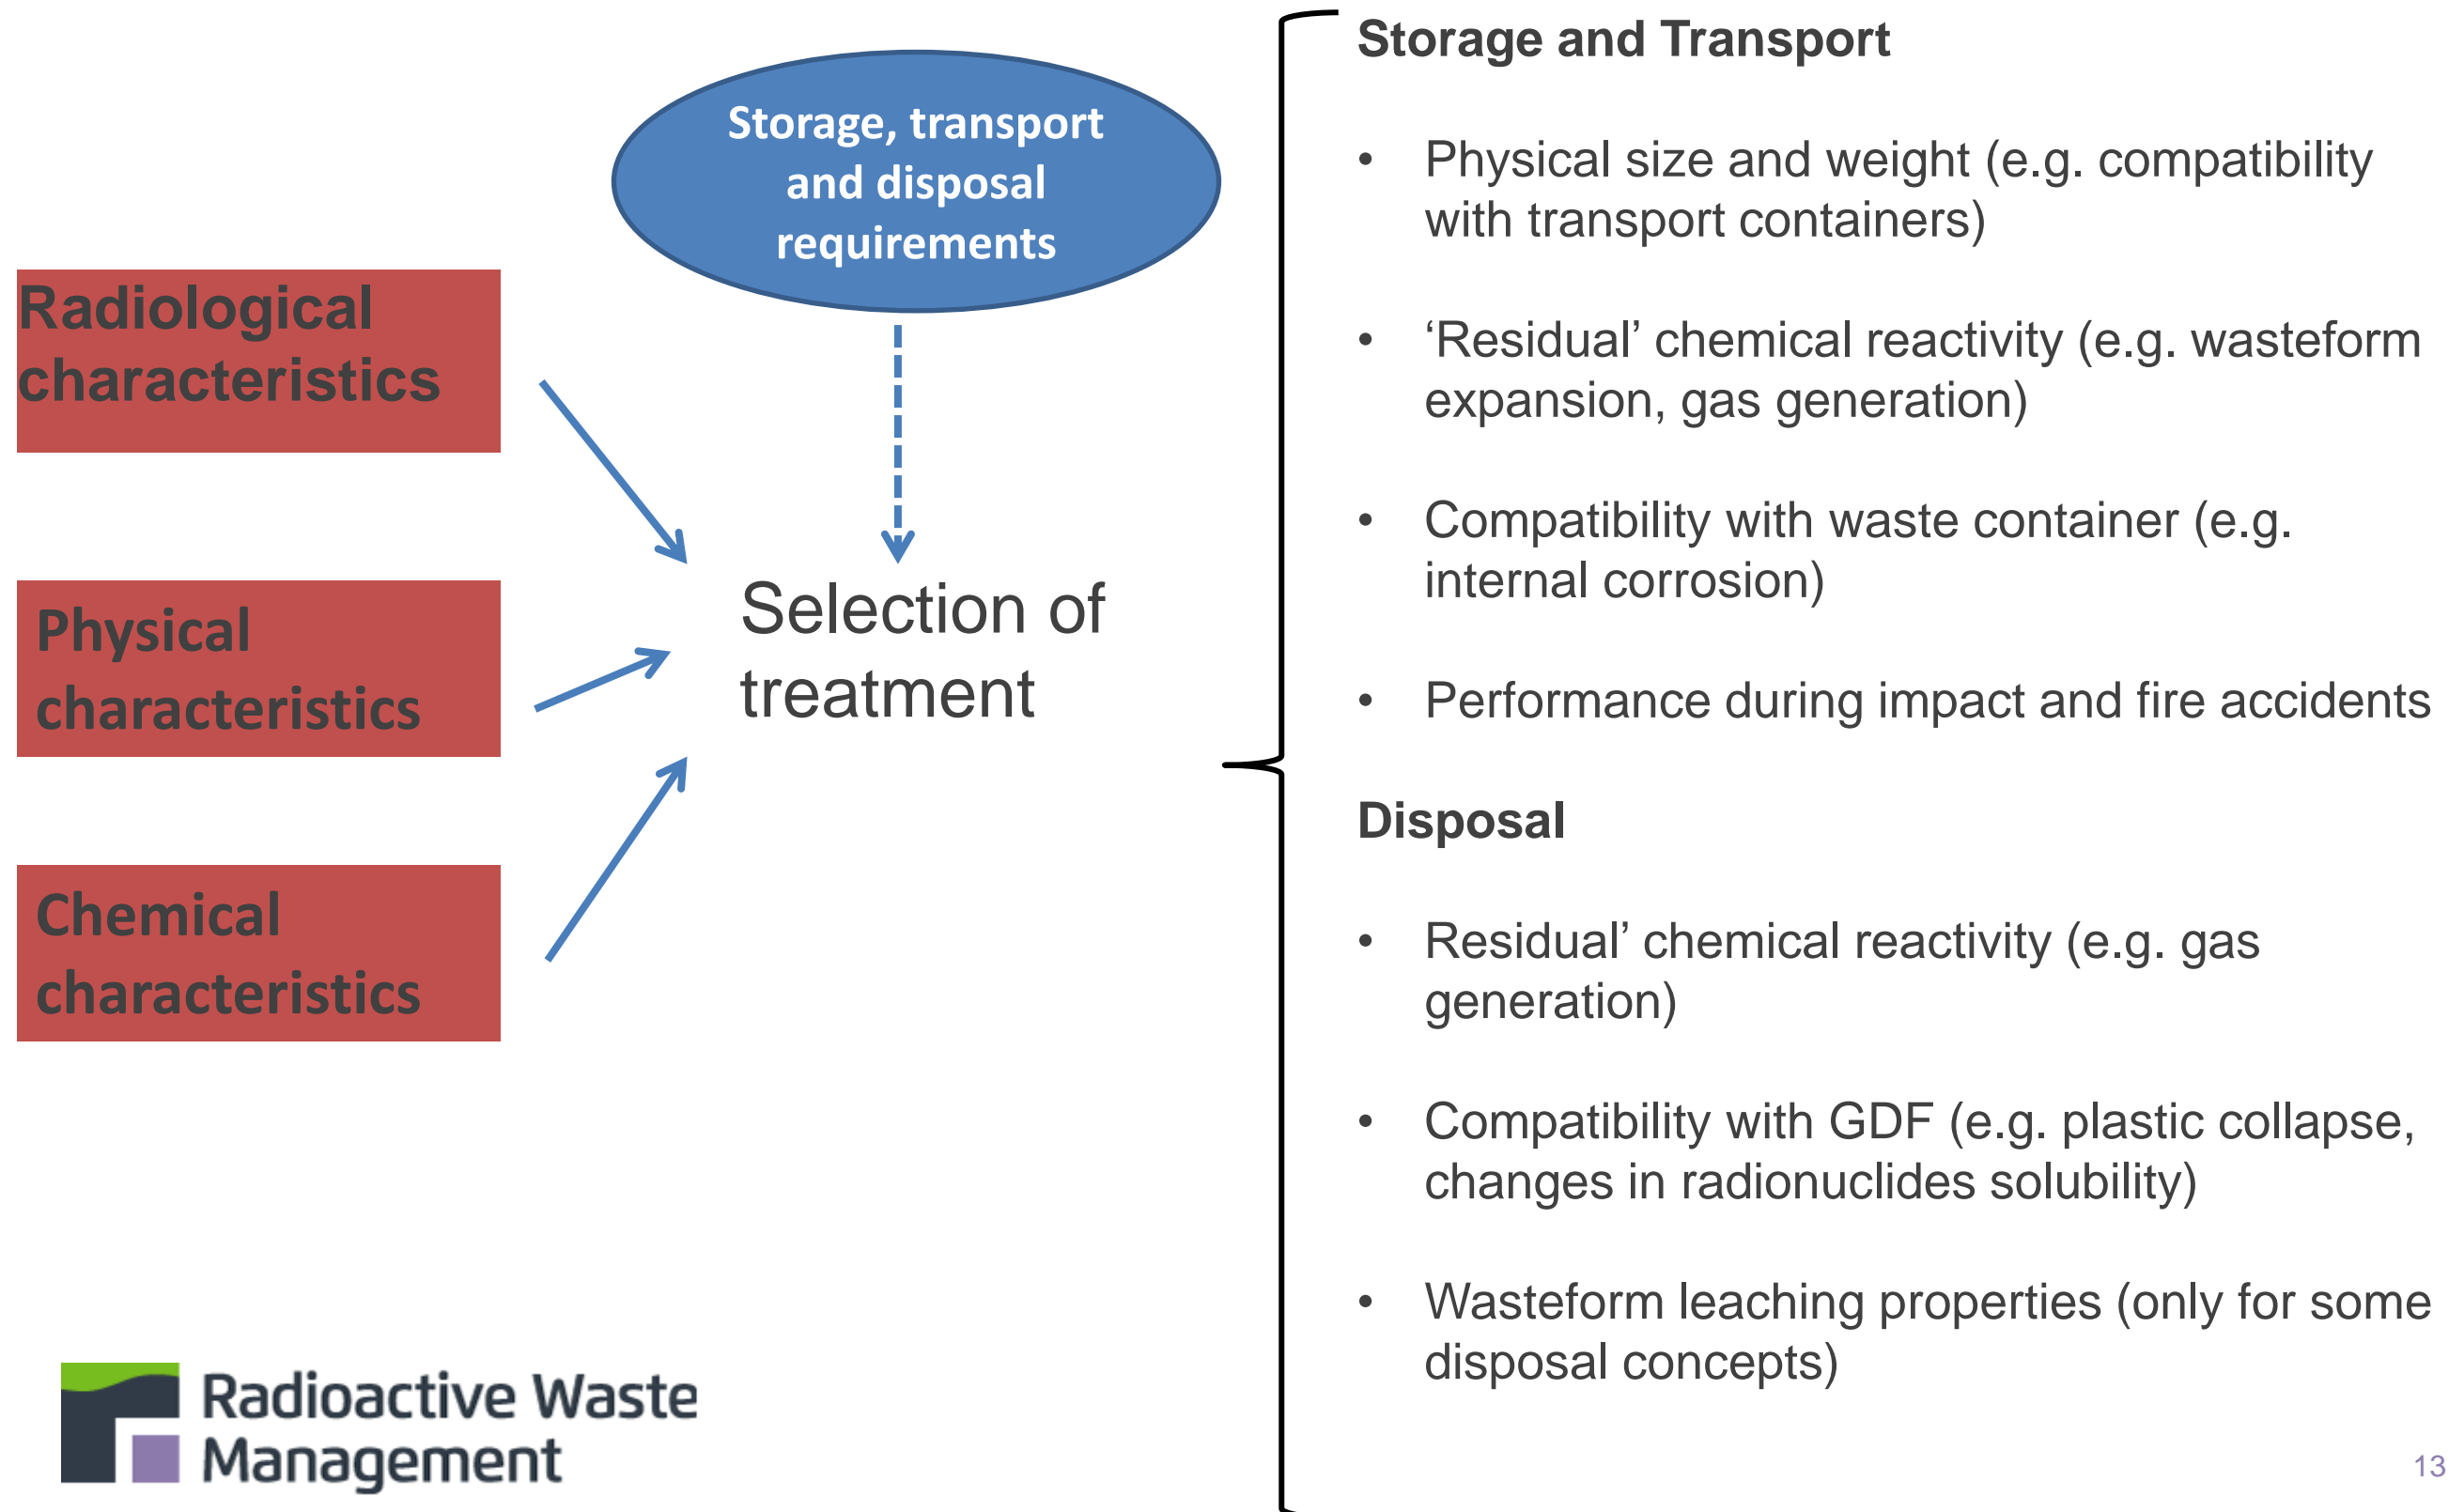 Storage, transport
and disposal
requirements
Radiological
characteristics
Physical
characteristics
Chemical
characteristics
Selection of
treatment
Storage and Transport
• Physical size and weight (e.g. compatibility
with transport containers)
• ‘Residual’ chemical reactivity (e.g. wasteform
expansion, gas generation)
• Compatibility with waste container (e.g.
internal corrosion)
• Performance during impact and fire accidents
Disposal
• Residual’ chemical reactivity (e.g. gas
generation)
• Compatibility with GDF (e.g. plastic collapse,
changes in radionuclides solubility)
• Wasteform leaching properties (only for some
disposal concepts)
Radioactive Waste
Management
13